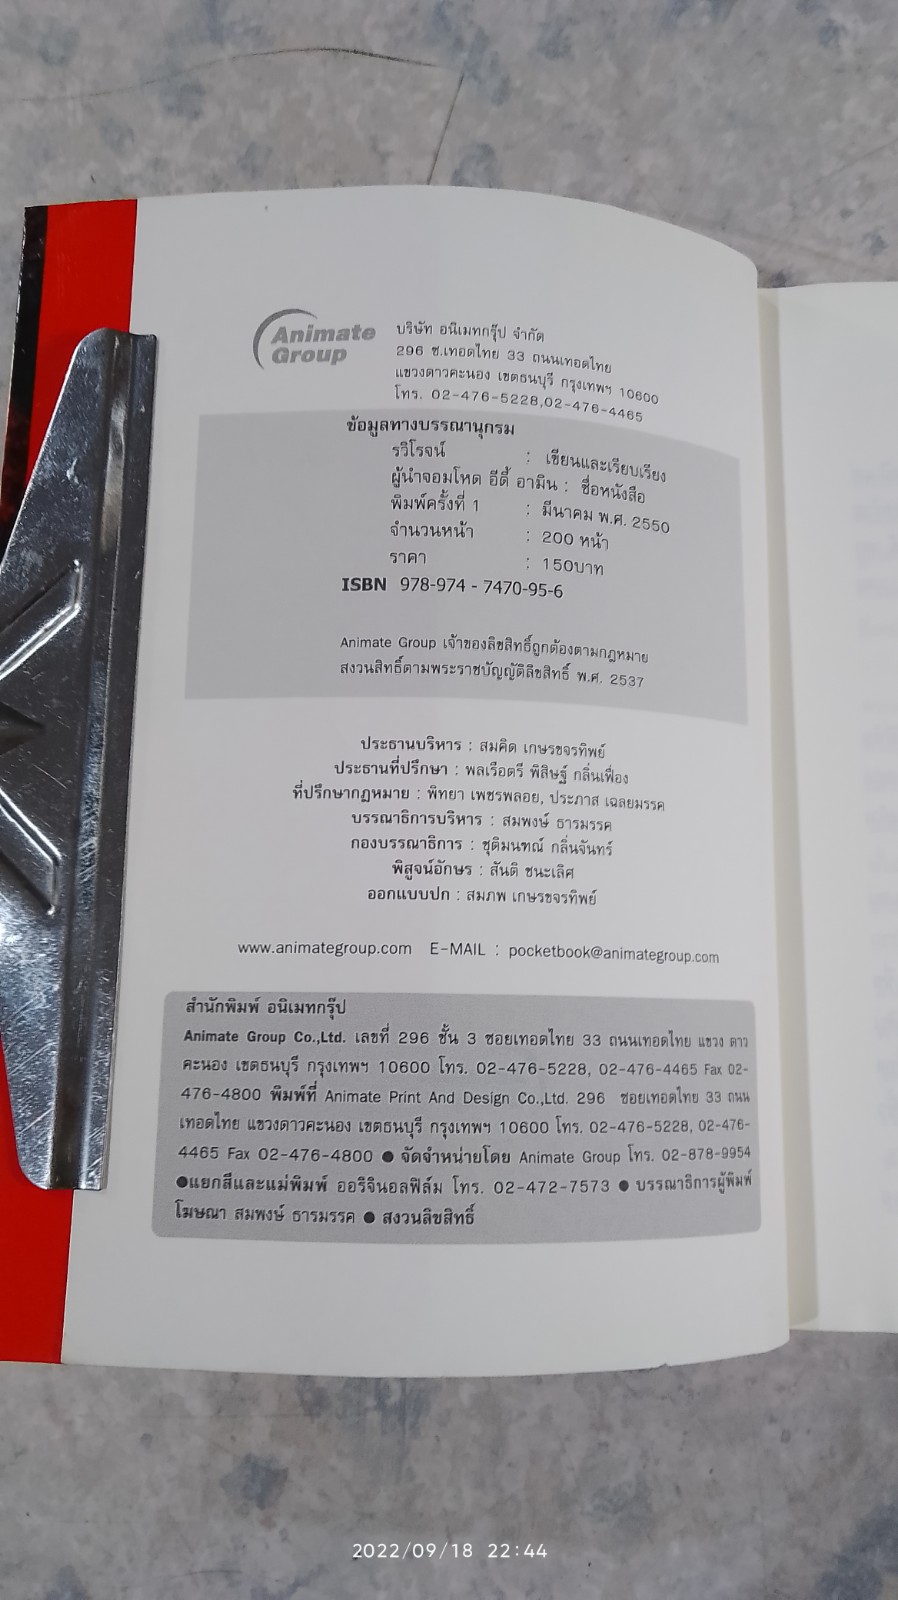 Animate
Group
บริษัท อนิเมทกรุ๊ป จำกัด
296 ซ.เทอดไทย 33 ถนนเทอดไทย
แขวงดาวคะนอง เขตธนบุรี กรุงเทพฯ 10600
โทร. 02-476-5228,02-476-4465
ข้อมูลทางบรรณานุกรม
รวิโรจน์ : เขียนและเรียบเรียง
ผู้นำจอมโหด อีดี้ อามิน : ชื่อหนังสือ
พิมพ์ครั้งที่ 1 : มีนาคม พ.ศ. 2550
จำนวนหน้า : 200 หน้า
ราคา : 150บาท
ISBN 978-974 - 7470-95-6
Animate Group เจ้าของลิขสิทธิ์ถูกต้องตามกฎหมาย
สงวนสิทธิ์ตามพระราชบัญญัติลิขสิทธิ์ พ.ศ. 2537
ประธานบริหาร : สมคิด เกษรขจรทิพย์
ประธานที่ปรึกษา : พลเรือตรี พิสิษฐ์ กลิ่นเฟื่อง
ที่ปรึกษากฎหมาย : พิทยา เพชรพลอย, ประภาส เฉลยมรรค
บรรณาธิการบริหาร : สมพงษ์ ธารมรรค
กองบรรณาธิการ : ชุติมนฑณ์ กลิ่นจันทร์
พิสูจน์อักษร : สันติ ชนะเลิศ
ออกแบบปก : สมภพ เกษรขจรทิพย์
www.animategroup.com E-MAIL : pocketbook@animategroup.com
สำนักพิมพ์ อนิเมทกรุ๊ป
Animate Group Co.,Ltd. เลขที่ 296 ชั้น 3 ซอยเทอดไทย 33 ถนนเทอดไทย แขวง ดาว
คะนอง เขตธนบุรี กรุงเทพฯ 10600 โทร. 02-476-5228, 02-476-4465 Fax 02-
476-4800 พิมพ์ที่ Animate Print And Design Co.,Ltd. 296 ซอยเทอดไทย 33 ถนน
เทอดไทย แขวงดาวคะนอง เขตธนบุรี กรุงเทพฯ 10600 โทร. 02-476-5228, 02-476-
4465 Fax 02-476-4800 ● จัดจำหน่ายโดย Animate Group โทร. 02-878-9954
●แยกสีและแม่พิมพ์ ออริจินอลฟิล์ม โทร. 02-472-7573 ● บรรณาธิการผู้พิมพ์
โฆษณา สมพงษ์ ธารมรรค ● สงวนลิขสิทธิ์
2022/09/18 22:44